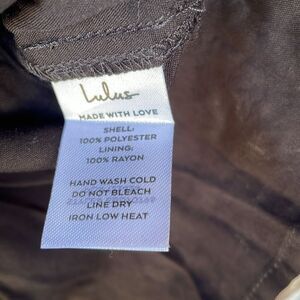 Lulus
MADE WITH LOVE
SHELL:
100% POLYESTER
LINING:
100% RAYON
HAND WASH COLD
DO NOT BLEACH
LINE DRY
IRON LOW HEAT